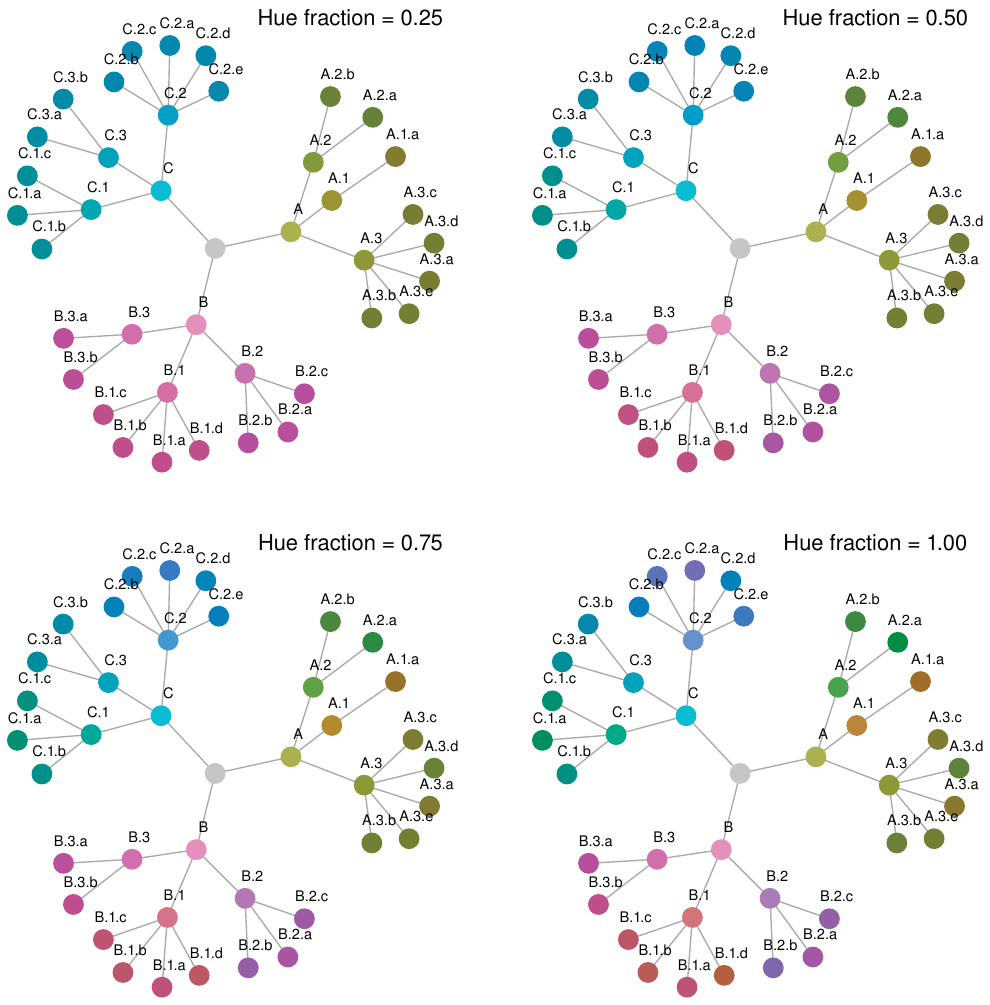 Hue fraction = 0.25
C.2.a
C.2.c
C.2.d
C.2.b
C.2.e
C.3.b
C.2
A.2.b
A.2.a
C.3.a
C.3
A.2
A.1.a
C.1.c
C
A.1
C.1.a
C.1
A.3.c
C.1.b
A
A.3.d
A.3
A.3.a
A.3.b
A.3.e
B
B.3.a
B.3
B.3.b
B.1
B.2
B.2.c
B.1.c
B.2.a
B.1.b
B.1.a
B.1.d
B.2.b
Hue fraction = 0.50
C.2.a
C.2.c
C.2.d
C.2.b
C.2.e
C.3.b
C.2
A.2.b
A.2.a
C.3.a
C.3
A.2
A.1.a
C.1.c
C
A.1
C.1.a
C.1
A.3.c
C.1.b
A
A.3.d
A.3
A.3.a
A.3.b
A.3.e
B
B.3.a
B.3
B.3.b
B.1
B.2
B.2.c
B.1.c
B.2.a
B.1.b
B.1.a
B.1.d
B.2.b
Hue fraction = 0.75
C.2.a
C.2.c
C.2.d
C.2.b
C.2.e
C.3.b
C.2
A.2.b
A.2.a
C.3.a
C.3
A.2
A.1.a
C.1.c
C
A.1
C.1.a
C.1
A.3.c
C.1.b
A
A.3.d
A.3
A.3.a
A.3.b
A.3.e
B
B.3.a
B.3
B.3.b
B.1
B.2
B.2.c
B.1.c
B.2.a
B.1.b
B.1.a
B.1.d
B.2.b
Hue fraction = 1.00
C.2.a
C.2.c
C.2.d
C.2.b
C.2.e
C.3.b
C.2
A.2.b
A.2.a
C.3.a
C.3
A.2
A.1.a
C.1.c
C
A.1
C.1.a
C.1
A.3.c
C.1.b
A
A.3.d
A.3
A.3.a
A.3.b
A.3.e
B
B.3.a
B.3
B.3.b
B.1
B.2
B.2.c
B.1.c
B.2.a
B.1.b
B.1.a
B.1.d
B.2.b